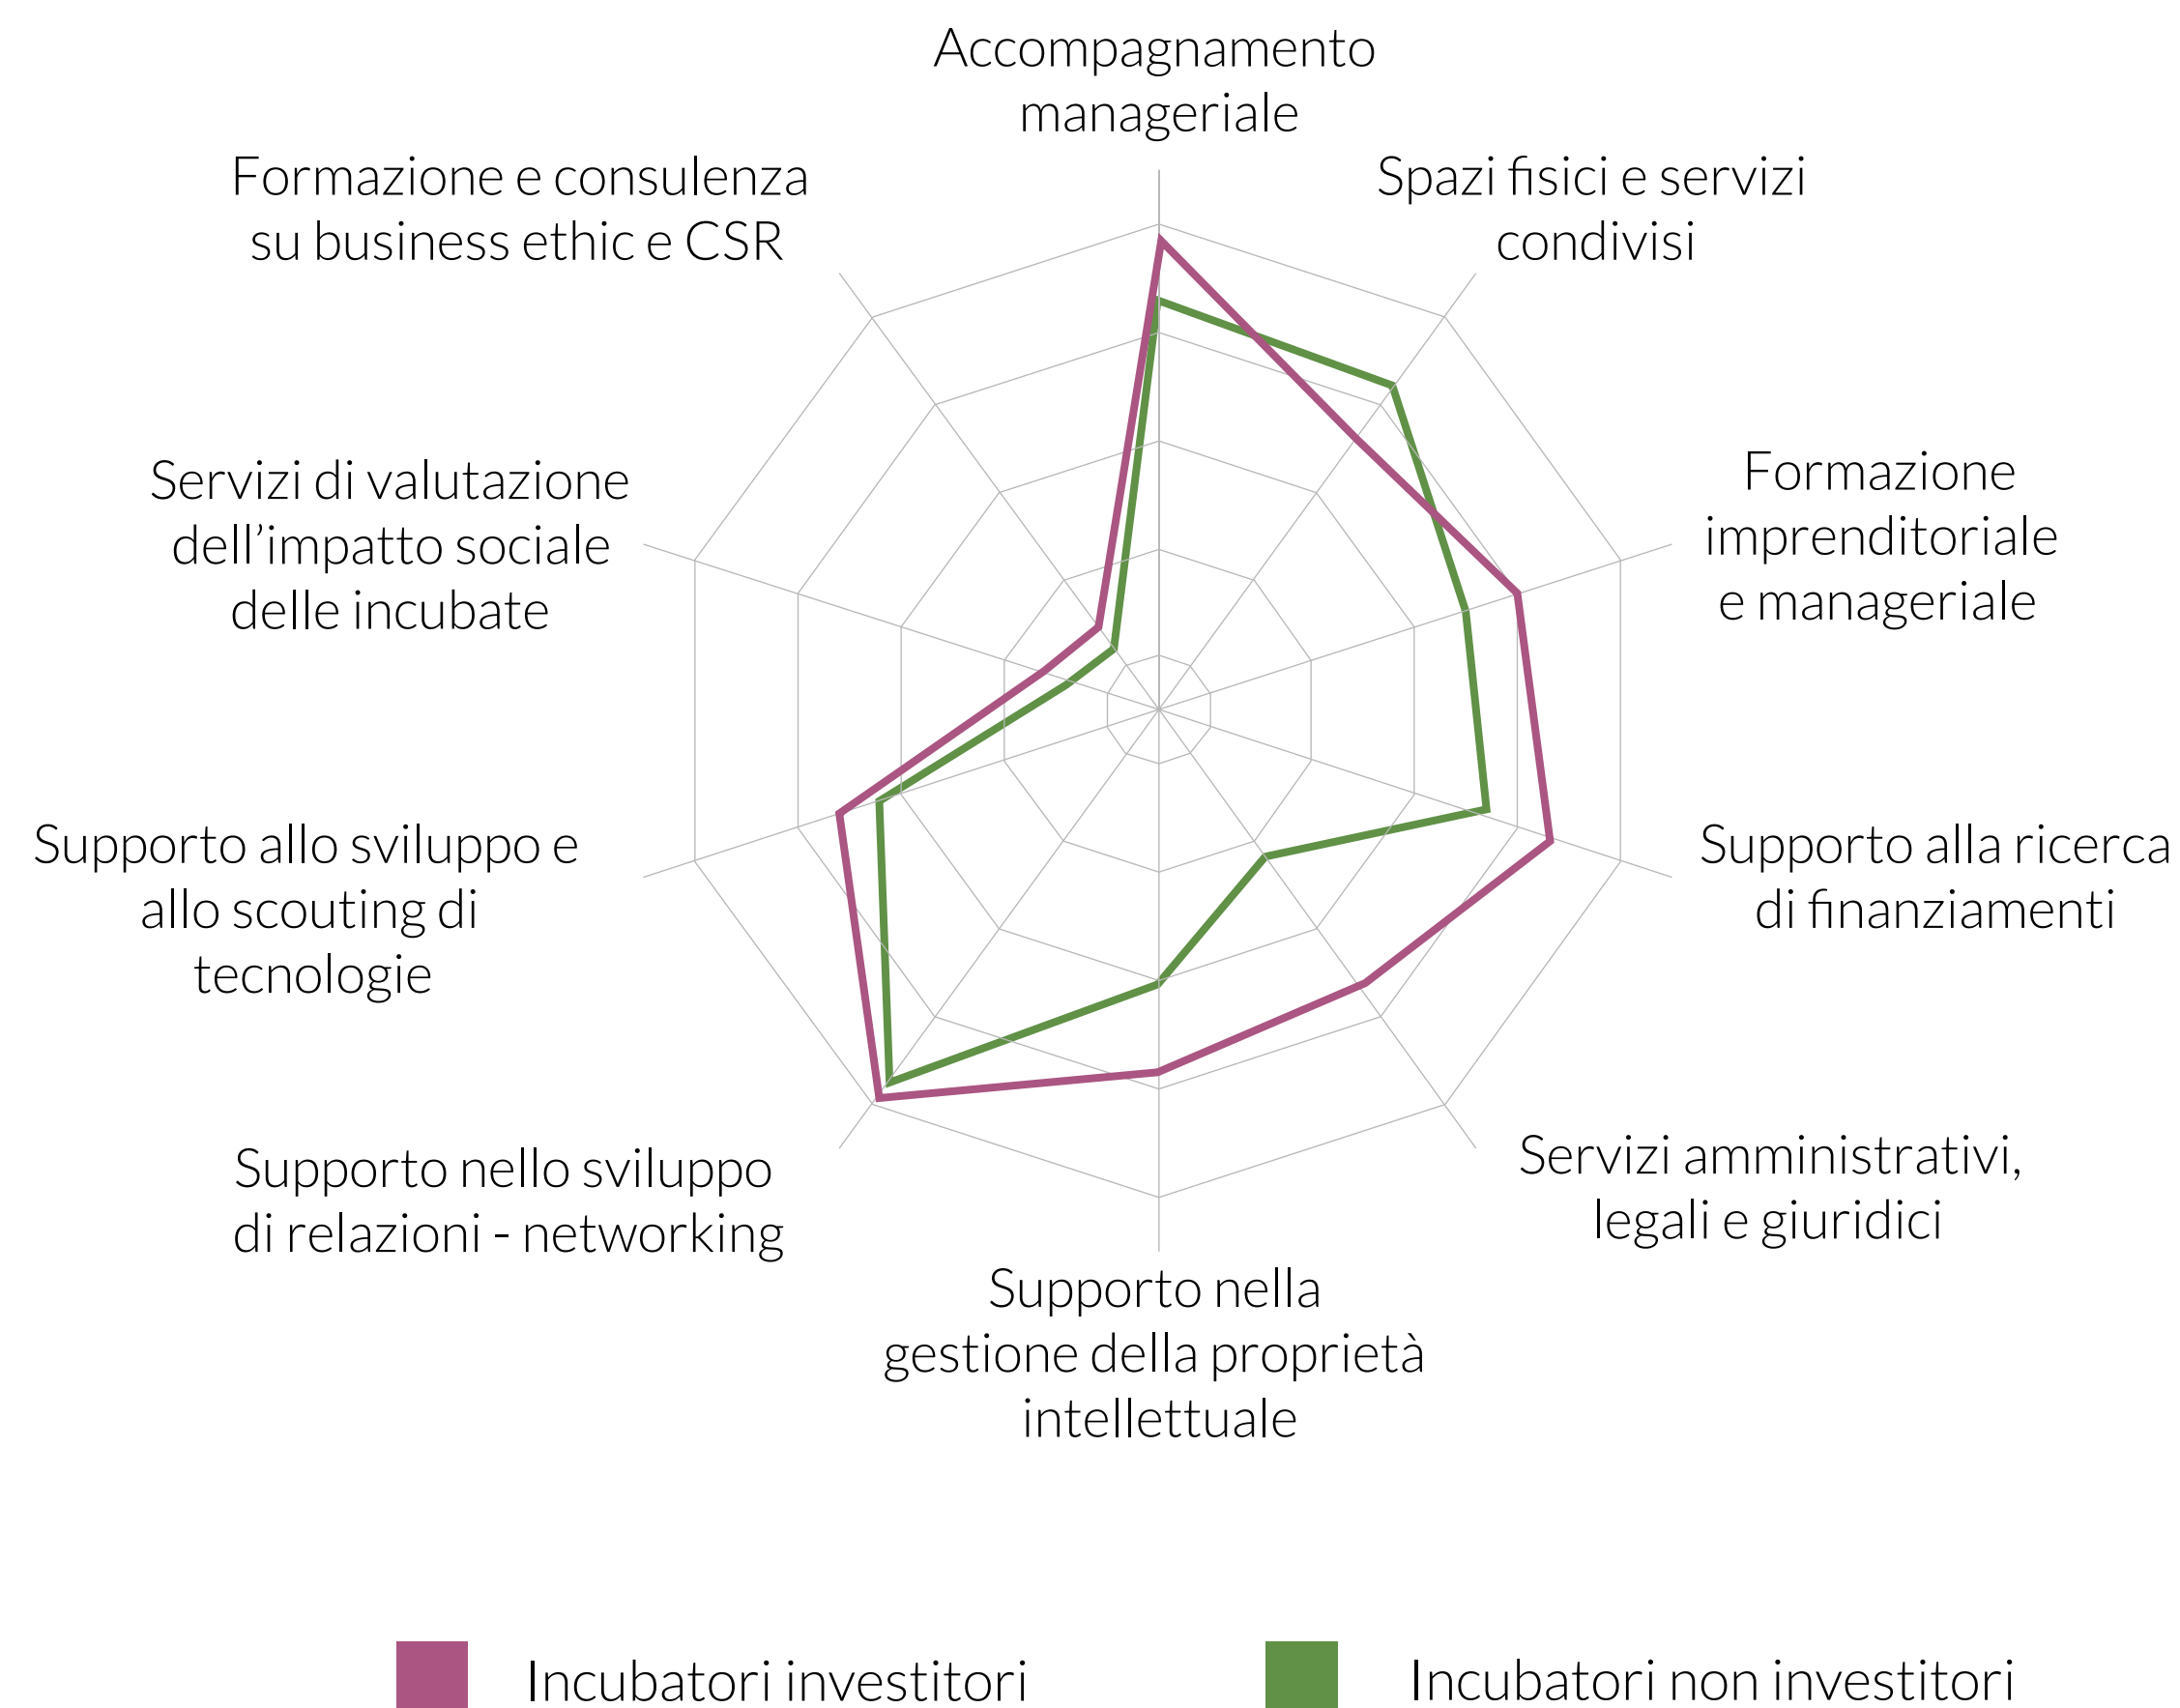 Accompagnamento
manageriale
Spazi fisici e servizi
condivisi
Formazione
imprenditoriale
e manageriale
Supporto alla ricerca
di finanziamenti
Servizi amministrativi,
legali e giuridici
Supporto nella
gestione della proprietà
intellettuale
Supporto nello sviluppo
di relazioni - networking
Supporto allo sviluppo e
allo scouting di
tecnologie
Servizi di valutazione
dell’impatto sociale
delle incubate
Formazione e consulenza
su business ethic e CSR
Incubatori investitori
Incubatori non investitori